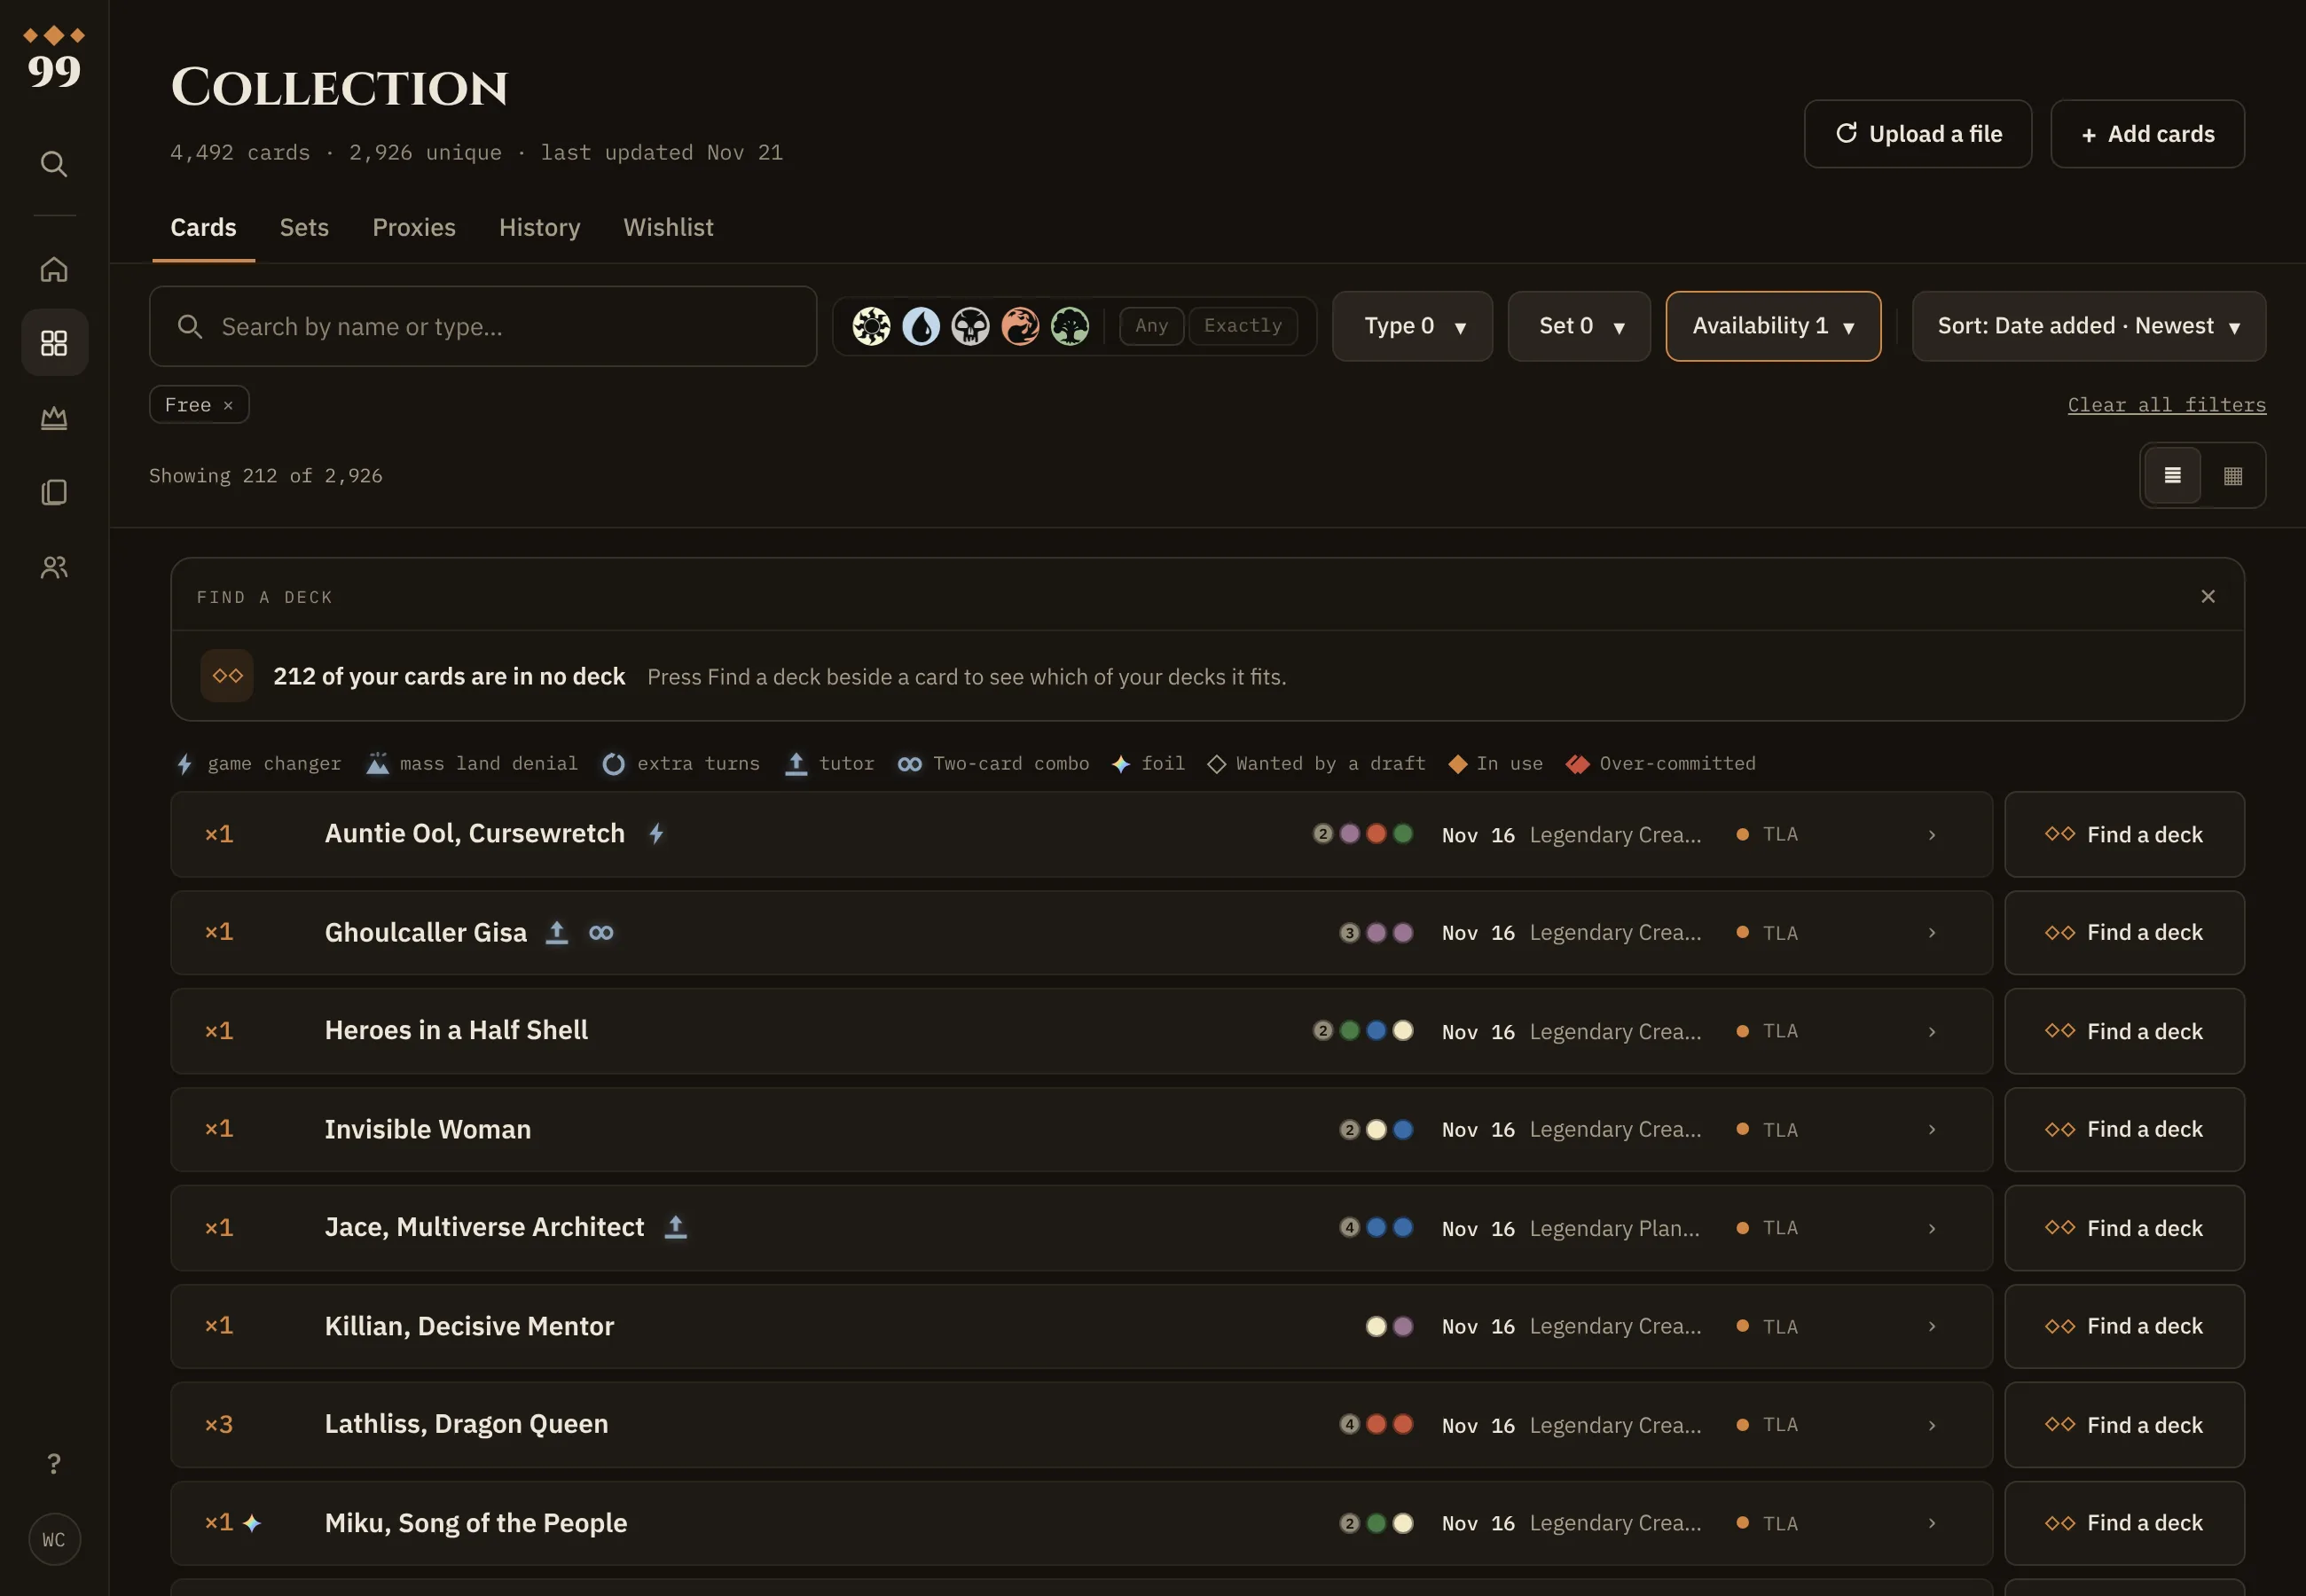 99
Collection
4,492 cards · 2,926 unique · last updated Nov 21
Upload a file
+ Add cards
Cards Sets Proxies History Wishlist
Search by name or type...
Any Exactly
Type 0 ▾
Set 0 ▾
Availability 1 ▾
Sort: Date added · Newest ▾
Free ×
Clear all filters
Showing 212 of 2,926
FIND A DECK ×
212 of your cards are in no deck Press Find a deck beside a card to see which of your decks it fits.
game changer mass land denial extra turns tutor Two-card combo foil Wanted by a draft In use Over-committed
×1 Auntie Ool, Cursewretch 2 Nov 16 Legendary Crea... TLA › Find a deck
×1 Ghoulcaller Gisa 3 Nov 16 Legendary Crea... TLA › Find a deck
×1 Heroes in a Half Shell 2 Nov 16 Legendary Crea... TLA › Find a deck
×1 Invisible Woman 2 Nov 16 Legendary Crea... TLA › Find a deck
×1 Jace, Multiverse Architect 4 Nov 16 Legendary Plan... TLA › Find a deck
×1 Killian, Decisive Mentor Nov 16 Legendary Crea... TLA › Find a deck
×3 Lathliss, Dragon Queen 4 Nov 16 Legendary Crea... TLA › Find a deck
×1 Miku, Song of the People 2 Nov 16 Legendary Crea... TLA › Find a deck
?
WC